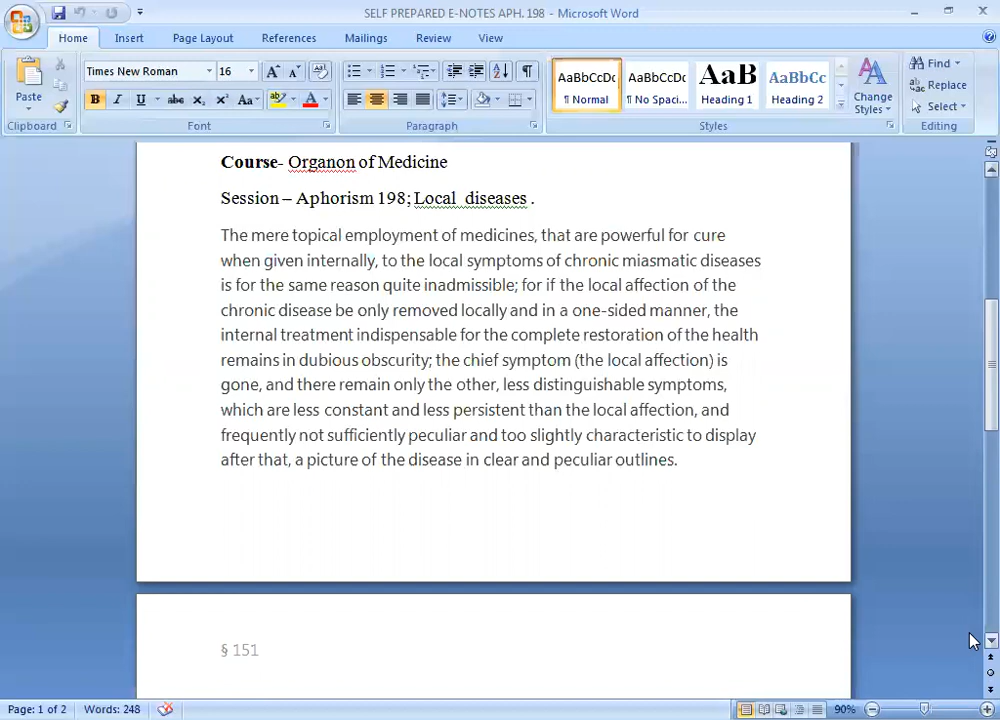 SELF PREPARED E-NOTES APH. 198 - Microsoft Word
Home Insert Page Layout References Mailings Review View
Paste
Times New Roman 16
B I U abc X₂ X² Aa
AaBbCcDc AaBbCcDc AaB AaBbCc
¶ Normal ¶ No Spaci... Heading 1 Heading 2
Change Styles
Find
Replace
Select
Clipboard Font Paragraph Styles Editing
Course- Organon of Medicine
Session – Aphorism 198; Local diseases .
The mere topical employment of medicines, that are powerful for cure
when given internally, to the local symptoms of chronic miasmatic diseases
is for the same reason quite inadmissible; for if the local affection of the
chronic disease be only removed locally and in a one-sided manner, the
internal treatment indispensable for the complete restoration of the health
remains in dubious obscurity; the chief symptom (the local affection) is
gone, and there remain only the other, less distinguishable symptoms,
which are less constant and less persistent than the local affection, and
frequently not sufficiently peculiar and too slightly characteristic to display
after that, a picture of the disease in clear and peculiar outlines.
§ 151
Page: 1 of 2 Words: 248 90%